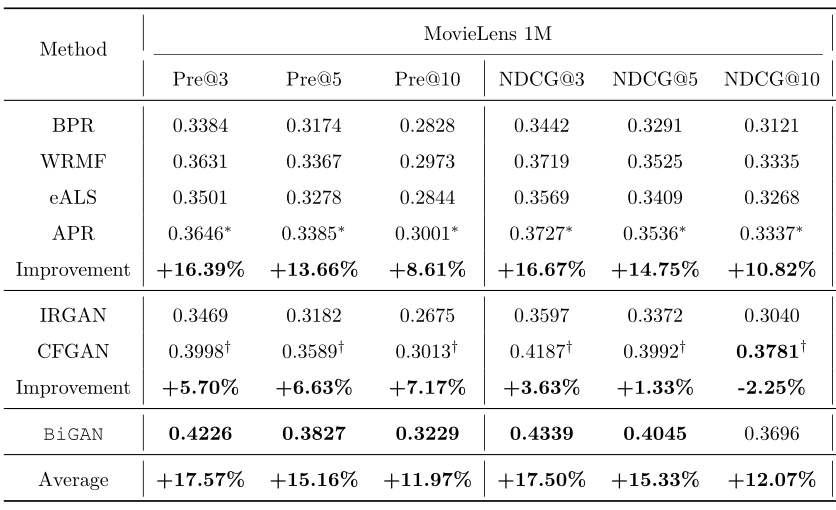 Method MovieLens 1M
Pre@3 Pre@5 Pre@10 NDCG@3 NDCG@5 NDCG@10
BPR 0.3384 0.3174 0.2828 0.3442 0.3291 0.3121
WRMF 0.3631 0.3367 0.2973 0.3719 0.3525 0.3335
eALS 0.3501 0.3278 0.2844 0.3569 0.3409 0.3268
APR 0.3646* 0.3385* 0.3001* 0.3727* 0.3536* 0.3337*
Improvement +16.39% +13.66% +8.61% +16.67% +14.75% +10.82%
IRGAN 0.3469 0.3182 0.2675 0.3597 0.3372 0.3040
CFGAN 0.3998† 0.3589† 0.3013† 0.4187† 0.3992† 0.3781†
Improvement +5.70% +6.63% +7.17% +3.63% +1.33% -2.25%
BiGAN 0.4226 0.3827 0.3229 0.4339 0.4045 0.3696
Average +17.57% +15.16% +11.97% +17.50% +15.33% +12.07%